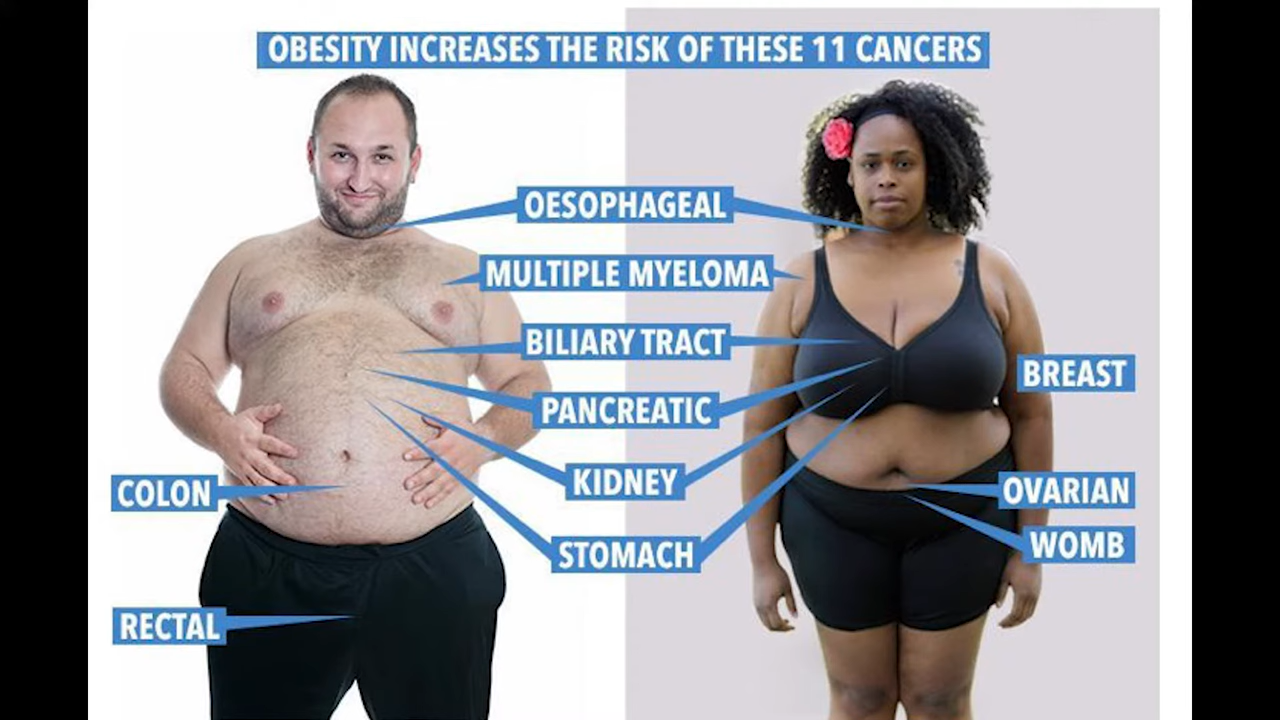 OBESITY INCREASES THE RISK OF THESE 11 CANCERS
OESOPHAGEAL
MULTIPLE MYELOMA
BILIARY TRACT
BREAST
PANCREATIC
KIDNEY
COLON
OVARIAN
STOMACH
WOMB
RECTAL